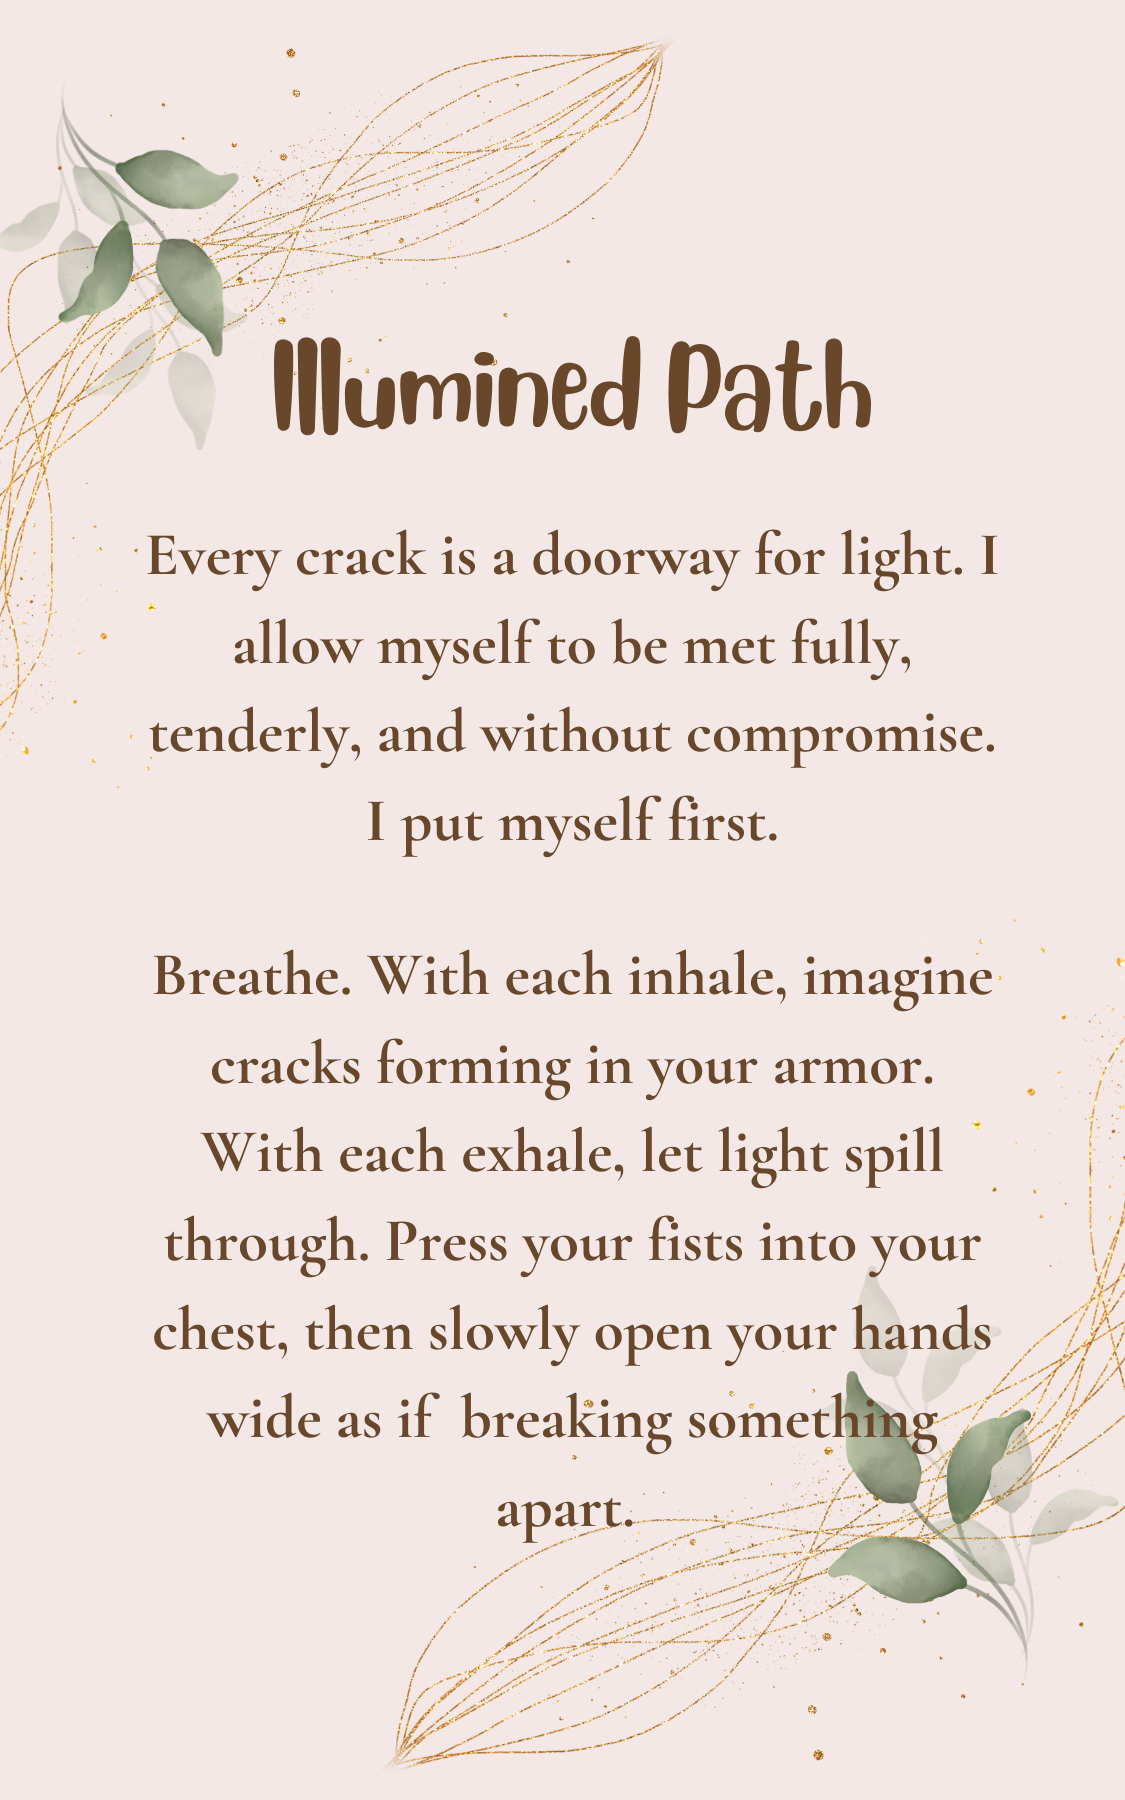 Illumined Path
Every crack is a doorway for light. I
allow myself to be met fully,
tenderly, and without compromise.
I put myself first.
Breathe. With each inhale, imagine
cracks forming in your armor.
With each exhale, let light spill
through. Press your fists into your
chest, then slowly open your hands
wide as if  breaking something
apart.